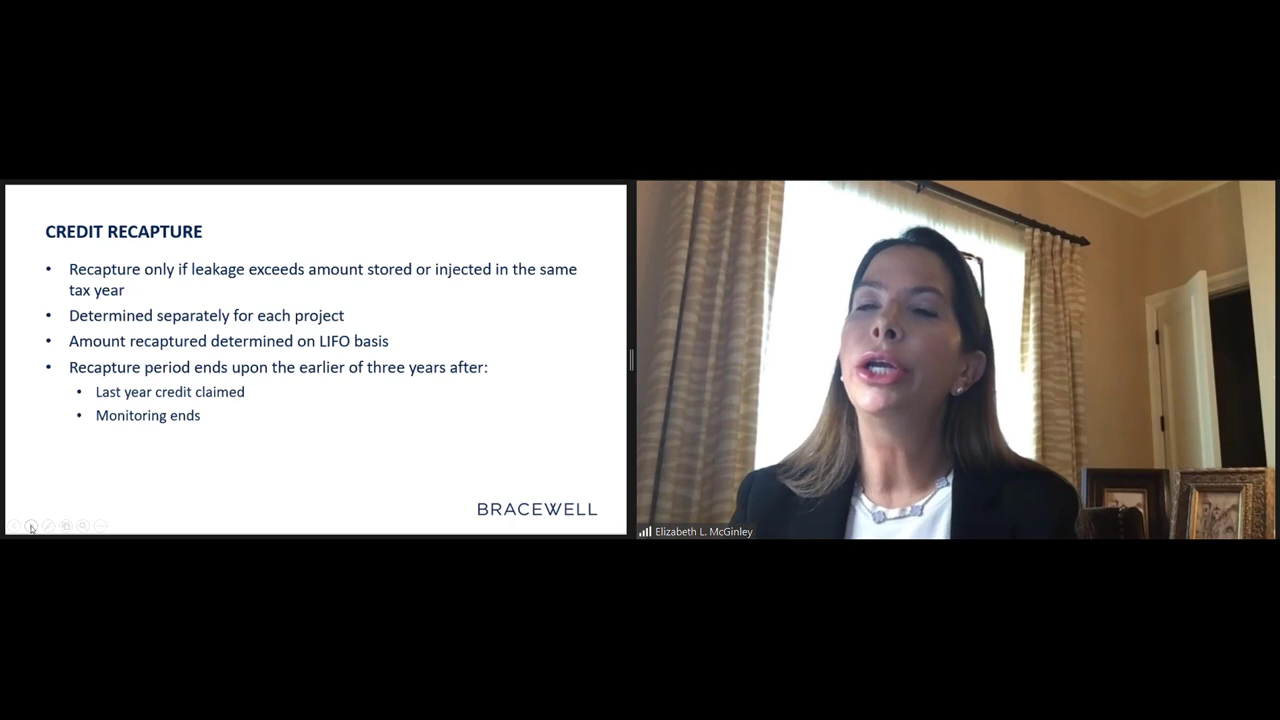 CREDIT RECAPTURE
• Recapture only if leakage exceeds amount stored or injected in the same
tax year
• Determined separately for each project
• Amount recaptured determined on LIFO basis
• Recapture period ends upon the earlier of three years after:
• Last year credit claimed
• Monitoring ends
BRACEWELL
Elizabeth L. McGinley